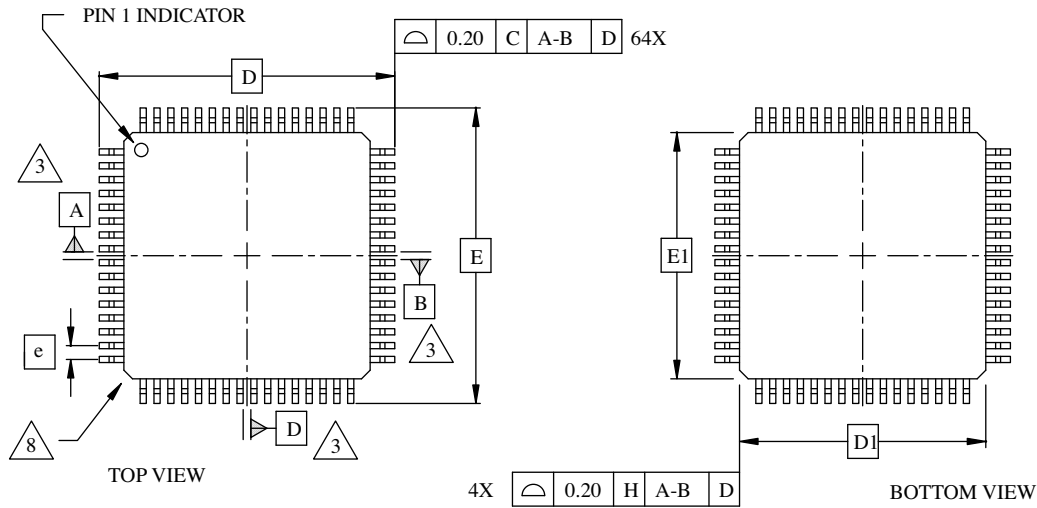 PIN 1 INDICATOR
0.20 C A-B D 64X
D
3
A
E
E1
B
3
e
D
3
8
D1
TOP VIEW
4X 0.20 H A-B D
BOTTOM VIEW